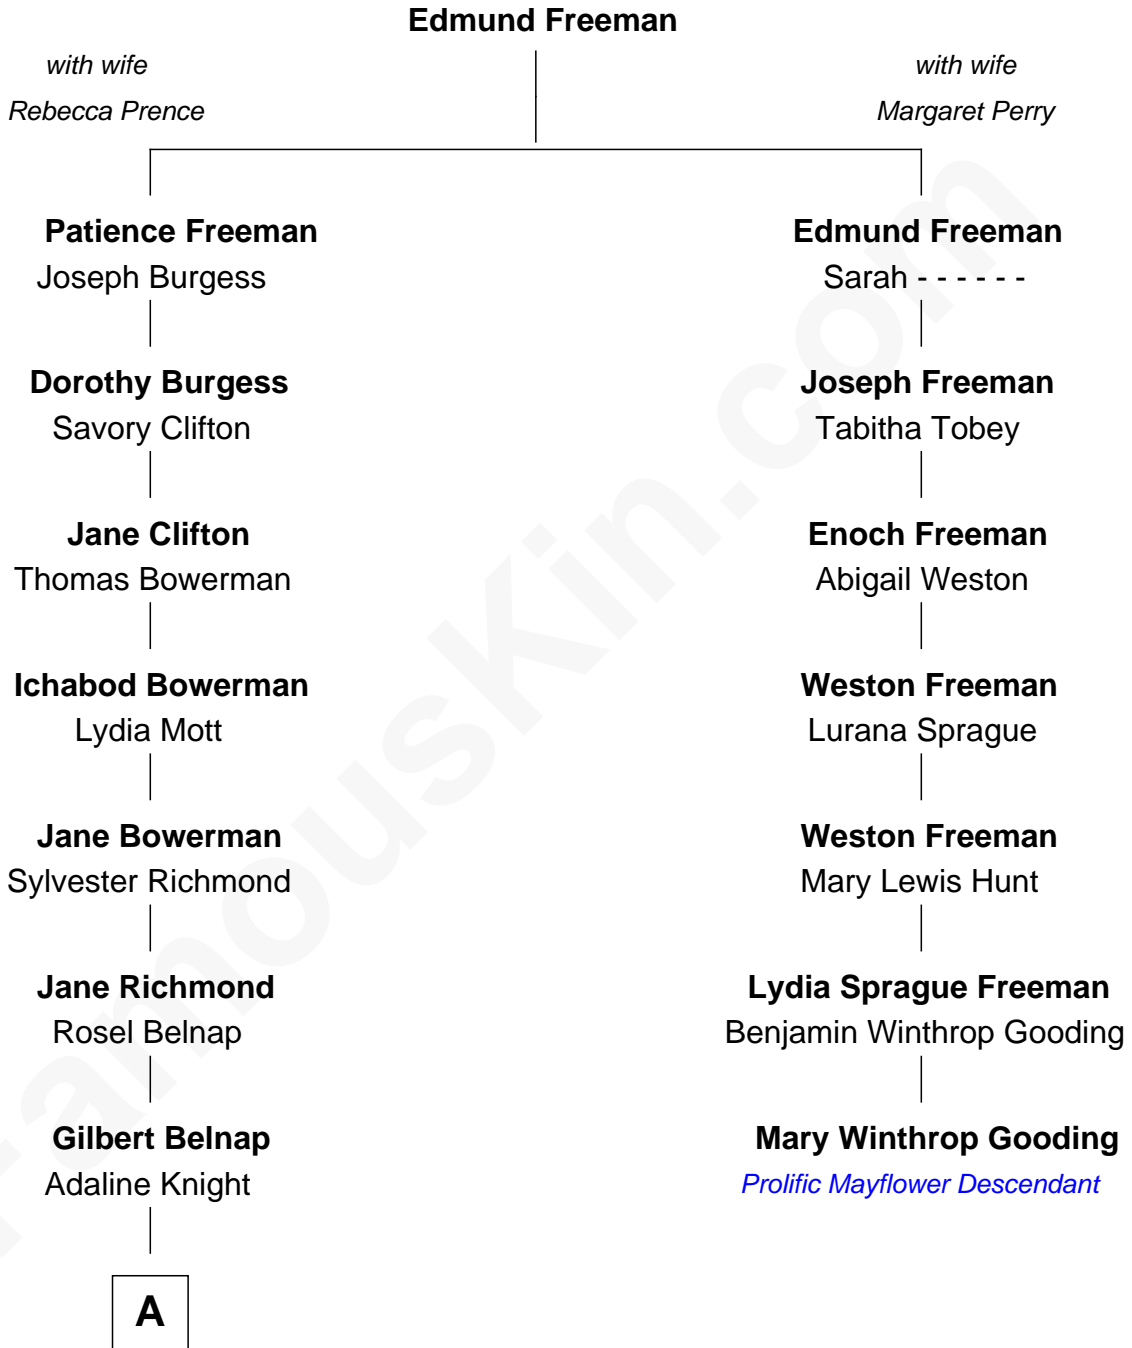 Edmund Freeman
with wife
Rebecca Prence
with wife
Margaret Perry
Patience Freeman
Joseph Burgess
Edmund Freeman
Sarah - - - - - -
Dorothy Burgess
Savory Clifton
Joseph Freeman
Tabitha Tobey
Jane Clifton
Thomas Bowerman
Enoch Freeman
Abigail Weston
Ichabod Bowerman
Lydia Mott
Weston Freeman
Lurana Sprague
Jane Bowerman
Sylvester Richmond
Weston Freeman
Mary Lewis Hunt
Jane Richmond
Rosel Belnap
Lydia Sprague Freeman
Benjamin Winthrop Gooding
Gilbert Belnap
Adaline Knight
Mary Winthrop Gooding
Prolific Mayflower Descendant
A
FamousKin.com